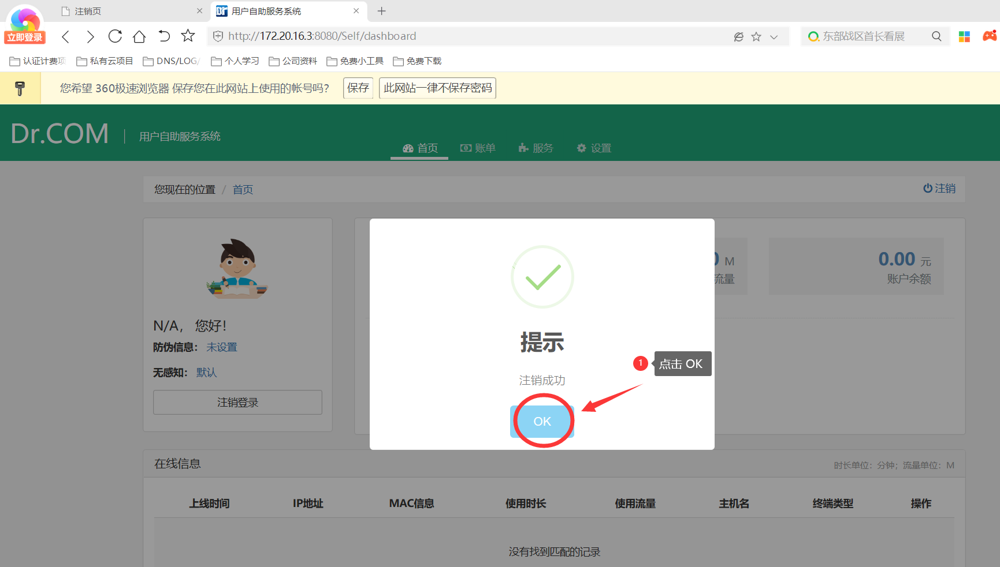 注销页
用户自助服务系统
立即登录
http://172.20.16.3:8080/Self/dashboard
东部战区首长看展
认证计费项
私有云项目
DNS/LOG/
个人学习
公司资料
免费小工具
免费下载
您希望 360极速浏览器 保存您在此网站上使用的帐号吗？
保存
此网站一律不保存密码
Dr.COM
用户自助服务系统
首页
账单
服务
设置
您现在的位置 / 首页
注销
N/A， 您好！
防伪信息： 未设置
无感知： 默认
注销登录
0 M
流量
0.00 元
账户余额
提示
注销成功
OK
1
点击 OK
在线信息
时长单位：分钟；流量单位：M
上线时间
IP地址
MAC信息
使用时长
使用流量
主机名
终端类型
操作
没有找到匹配的记录